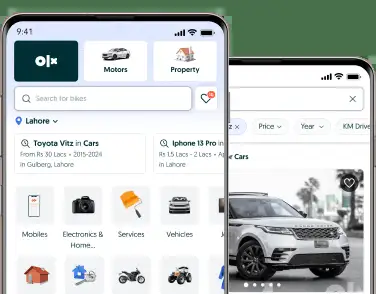 9:41
olx
Motors
Property
Search for bikes
Lahore
Toyota Vitz in Cars
From Rs 30 Lacs • 2015-2024
in Gulberg, Lahore
Iphone 13 Pro in
Rs 1.5 Lacs - 2 Lacs
in Lahore
Mobiles
Electronics &
Home...
Services
Vehicles
Price
Year
KM Drive
Cars